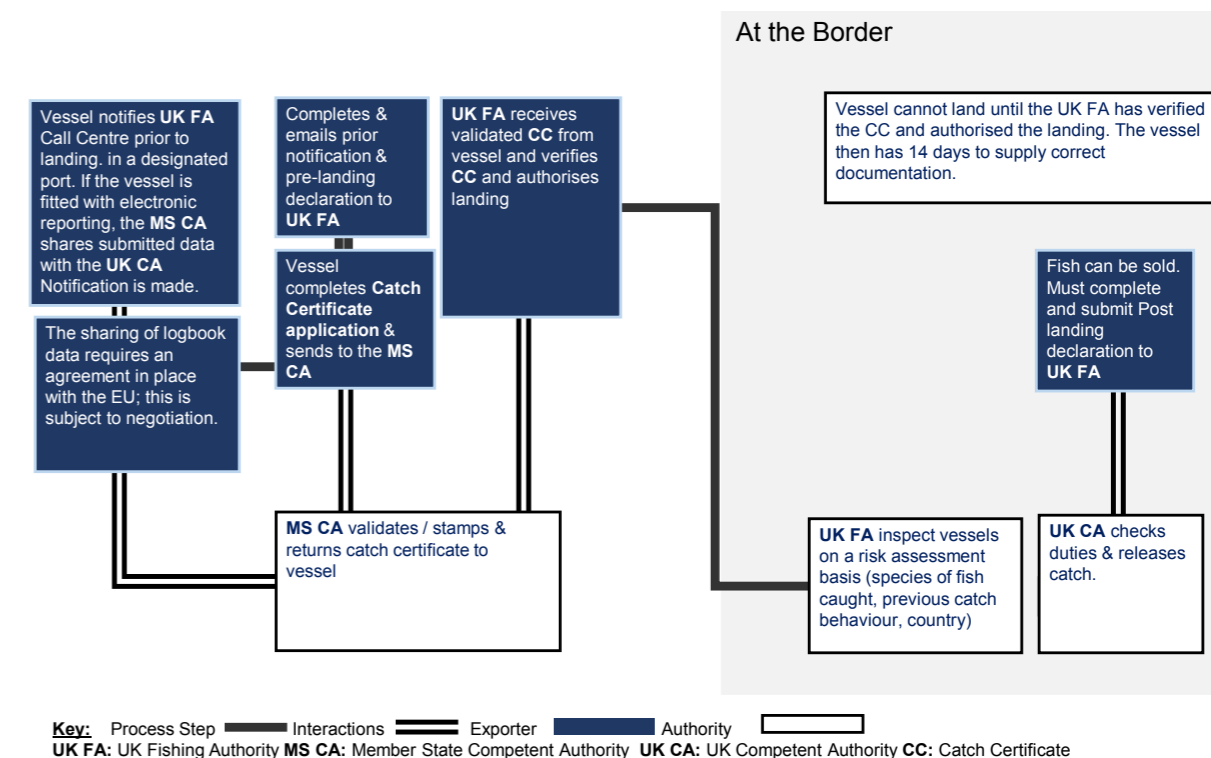 At the Border
Vessel notifies UK FA
Call Centre prior to
landing. in a designated
port. If the vessel is
fitted with electronic
reporting, the MS CA
shares submitted data
with the UK CA
Notification is made.
The sharing of logbook
data requires an
agreement in place
with the EU; this is
subject to negotiation.
Completes &
emails prior
notification &
pre-landing
declaration to
UK FA
Vessel
completes Catch
Certificate
application &
sends to the MS
CA
UK FA receives
validated CC from
vessel and verifies
CC and authorises
landing
MS CA validates / stamps &
returns catch certificate to
vessel
Vessel cannot land until the UK FA has verified
the CC and authorised the landing. The vessel
then has 14 days to supply correct
documentation.
UK FA inspect vessels
on a risk assessment
basis (species of fish
caught, previous catch
behaviour, country)
Fish can be sold.
Must complete
and submit Post
landing
declaration to
UK FA
UK CA checks
duties & releases
catch.
Key: Process Step Interactions Exporter Authority
UK FA: UK Fishing Authority MS CA: Member State Competent Authority UK CA: UK Competent Authority CC: Catch Certificate